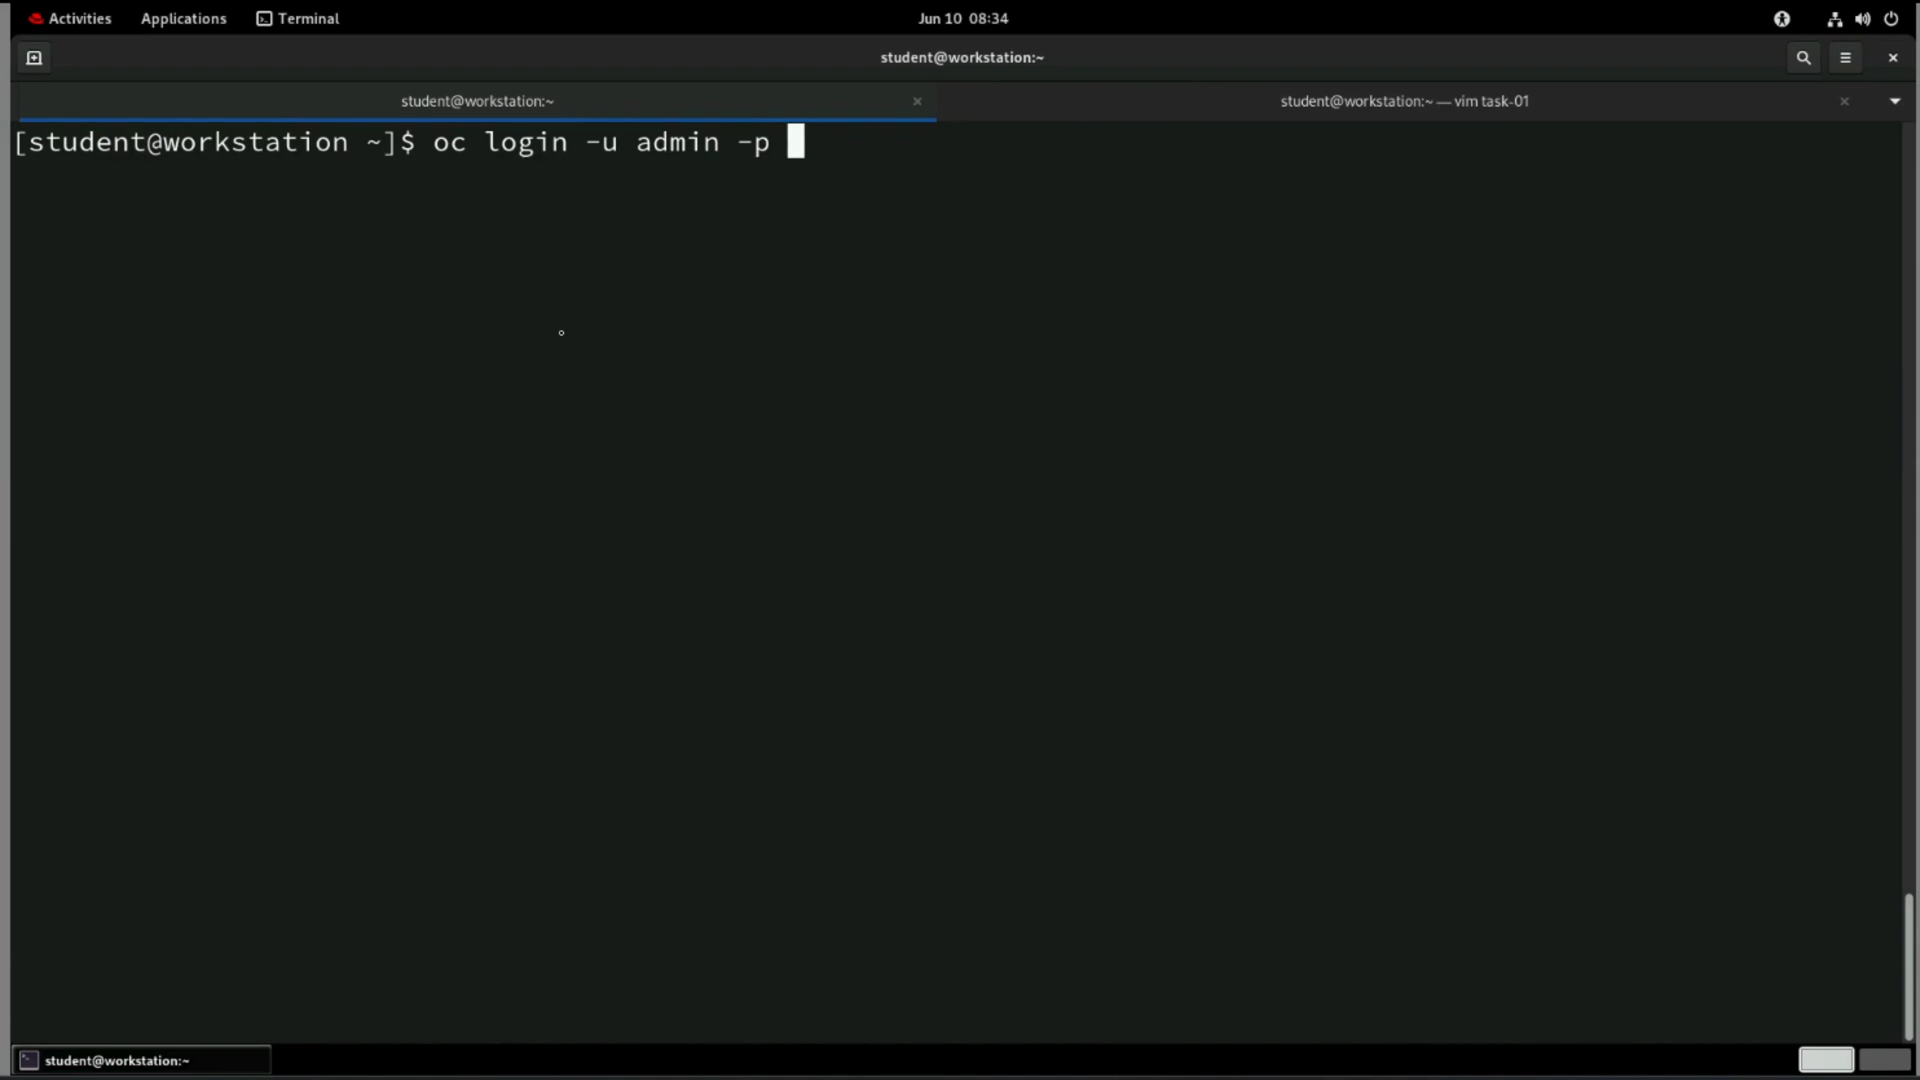 Activities Applications Terminal Jun 10 08:34
student@workstation:~
student@workstation:~ × student@workstation:~ — vim task-01 ×
[student@workstation ~]$ oc login -u admin -p
student@workstation:~